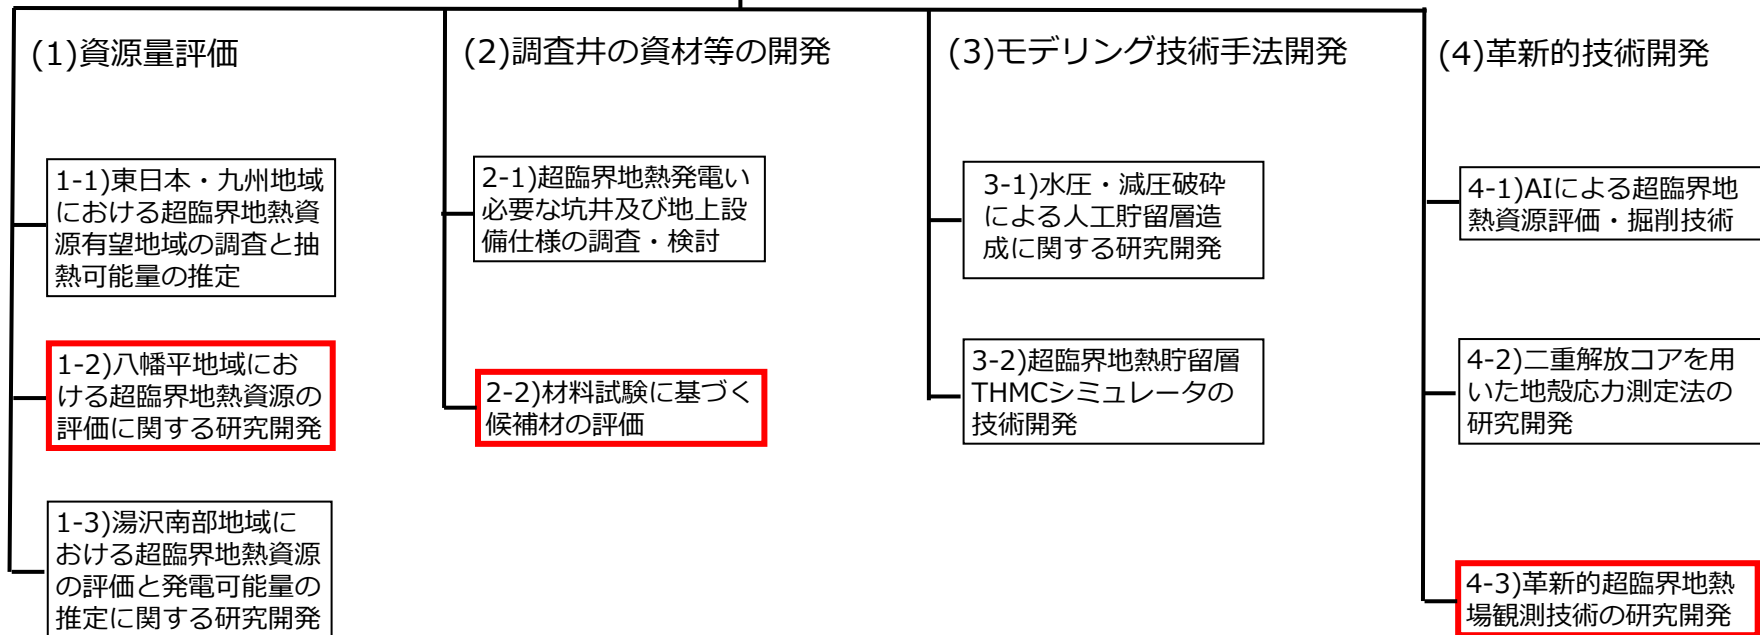 (1)資源量評価
1-1)東日本・九州地域
における超臨界地熱資
源有望地域の調査と抽
熱可能量の推定
1-2)八幡平地域にお
ける超臨界地熱資源の
評価に関する研究開発
1-3)湯沢南部地域に
おける超臨界地熱資源
の評価と発電可能量の
推定に関する研究開発
(2)調査井の資材等の開発
2-1)超臨界地熱発電い
必要な坑井及び地上設
備仕様の調査・検討
2-2)材料試験に基づく
候補材の評価
(3)モデリング技術手法開発
3-1)水圧・減圧破砕
による人工貯留層造
成に関する研究開発
3-2)超臨界地熱貯留層
THMCシミュレータの
技術開発
(4)革新的技術開発
4-1)AIによる超臨界地
熱資源評価・掘削技術
4-2)二重解放コアを用
いた地殻応力測定法の
研究開発
4-3)革新的超臨界地熱
場観測技術の研究開発